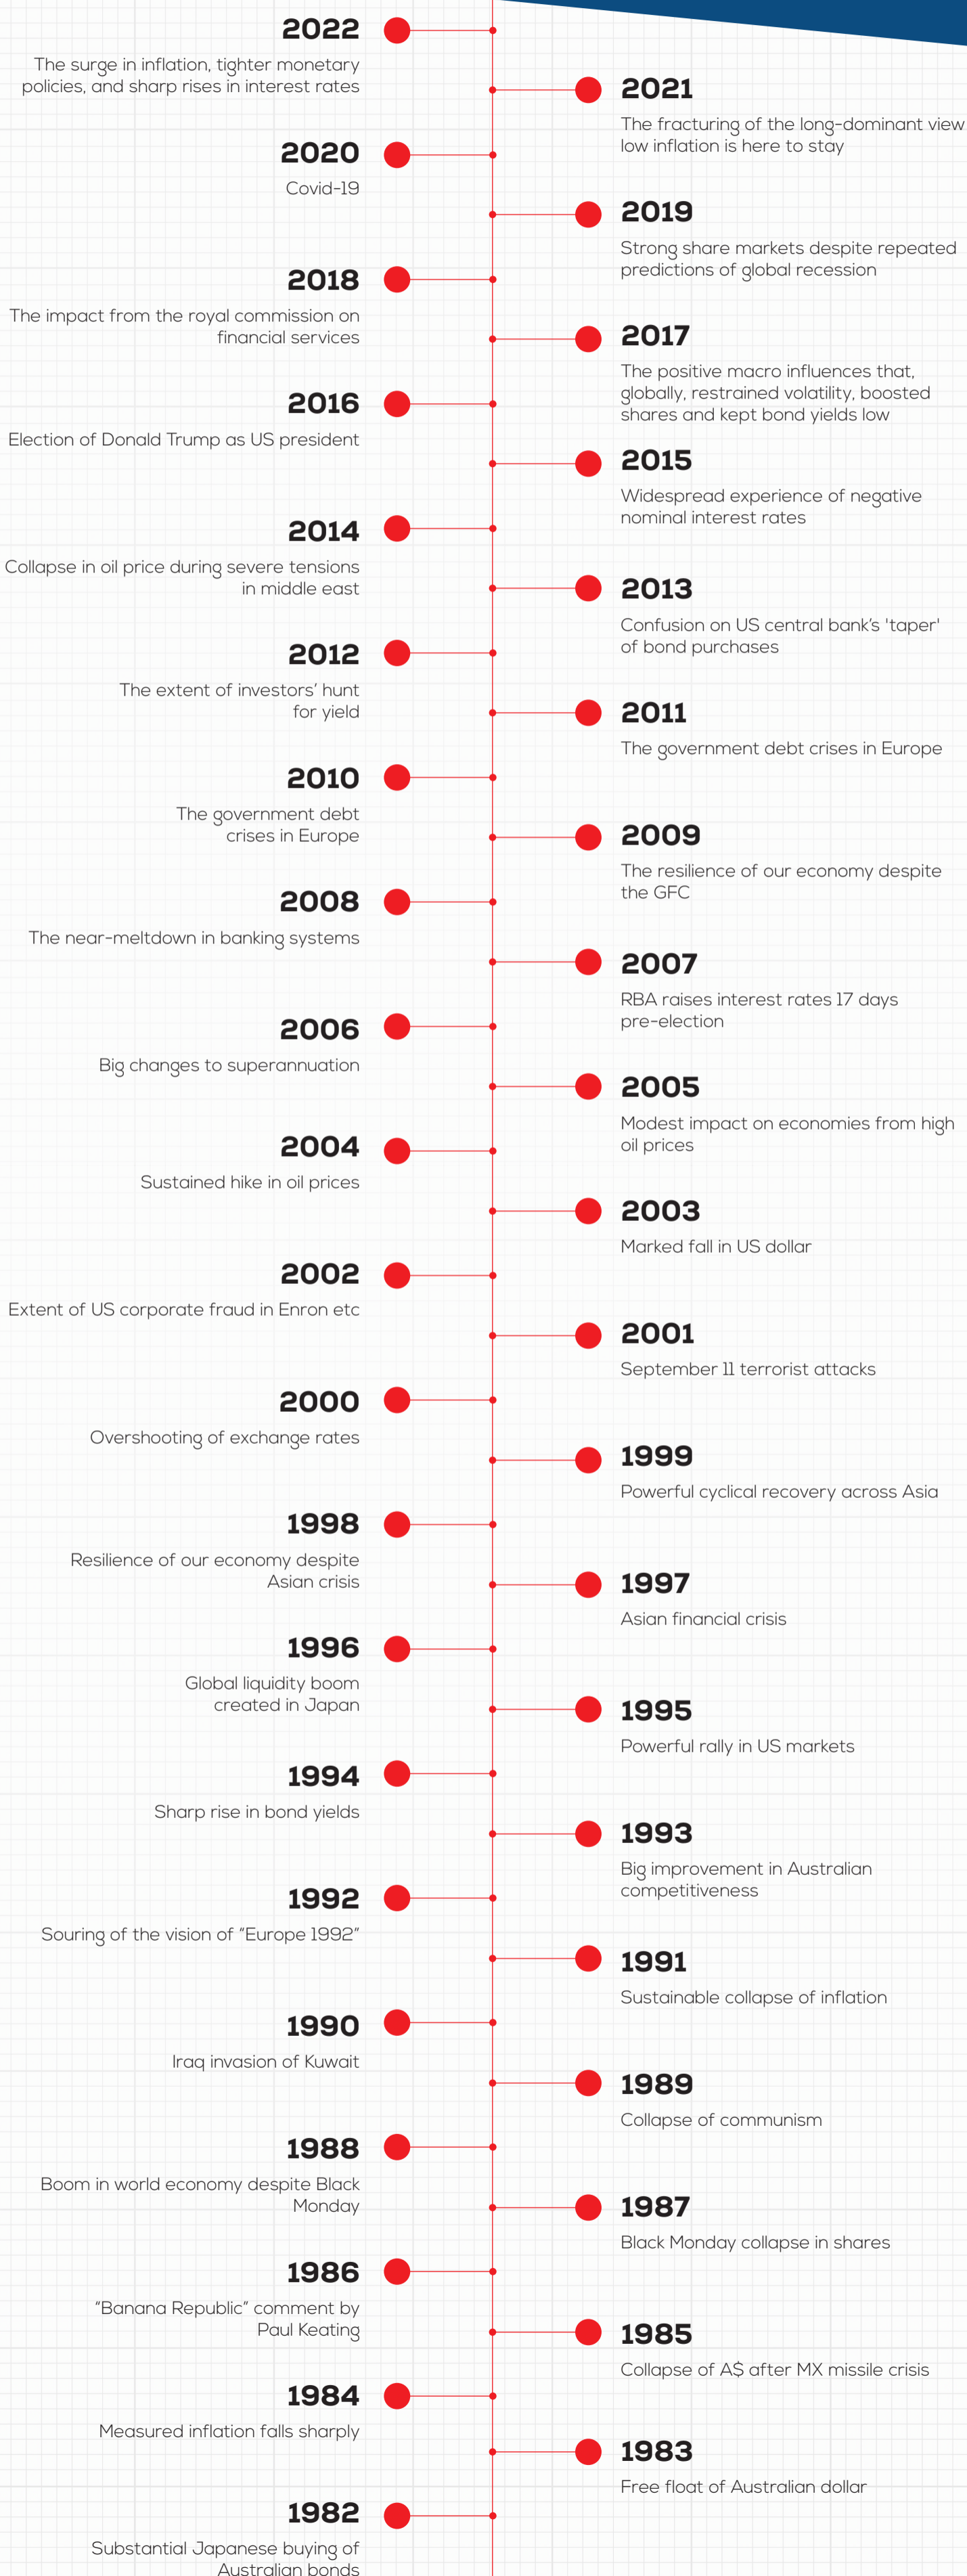 2022
The surge in inflation, tighter monetary
policies, and sharp rises in interest rates
2021
The fracturing of the long-dominant view
low inflation is here to stay
2020
Covid-19
2019
Strong share markets despite repeated
predictions of global recession
2018
The impact from the royal commission on
financial services
2017
The positive macro influences that,
globally, restrained volatility, boosted
shares and kept bond yields low
2016
Election of Donald Trump as US president
2015
Widespread experience of negative
nominal interest rates
2014
Collapse in oil price during severe tensions
in middle east
2013
Confusion on US central bank’s 'taper'
of bond purchases
2012
The extent of investors’ hunt
for yield
2011
The government debt crises in Europe
2010
The government debt
crises in Europe
2009
The resilience of our economy despite
the GFC
2008
The near-meltdown in banking systems
2007
RBA raises interest rates 17 days
pre-election
2006
Big changes to superannuation
2005
Modest impact on economies from high
oil prices
2004
Sustained hike in oil prices
2003
Marked fall in US dollar
2002
Extent of US corporate fraud in Enron etc
2001
September 11 terrorist attacks
2000
Overshooting of exchange rates
1999
Powerful cyclical recovery across Asia
1998
Resilience of our economy despite
Asian crisis
1997
Asian financial crisis
1996
Global liquidity boom
created in Japan
1995
Powerful rally in US markets
1994
Sharp rise in bond yields
1993
Big improvement in Australian
competitiveness
1992
Souring of the vision of “Europe 1992”
1991
Sustainable collapse of inflation
1990
Iraq invasion of Kuwait
1989
Collapse of communism
1988
Boom in world economy despite Black
Monday
1987
Black Monday collapse in shares
1986
“Banana Republic” comment by
Paul Keating
1985
Collapse of A$ after MX missile crisis
1984
Measured inflation falls sharply
1983
Free float of Australian dollar
1982
Substantial Japanese buying of
Australian bonds